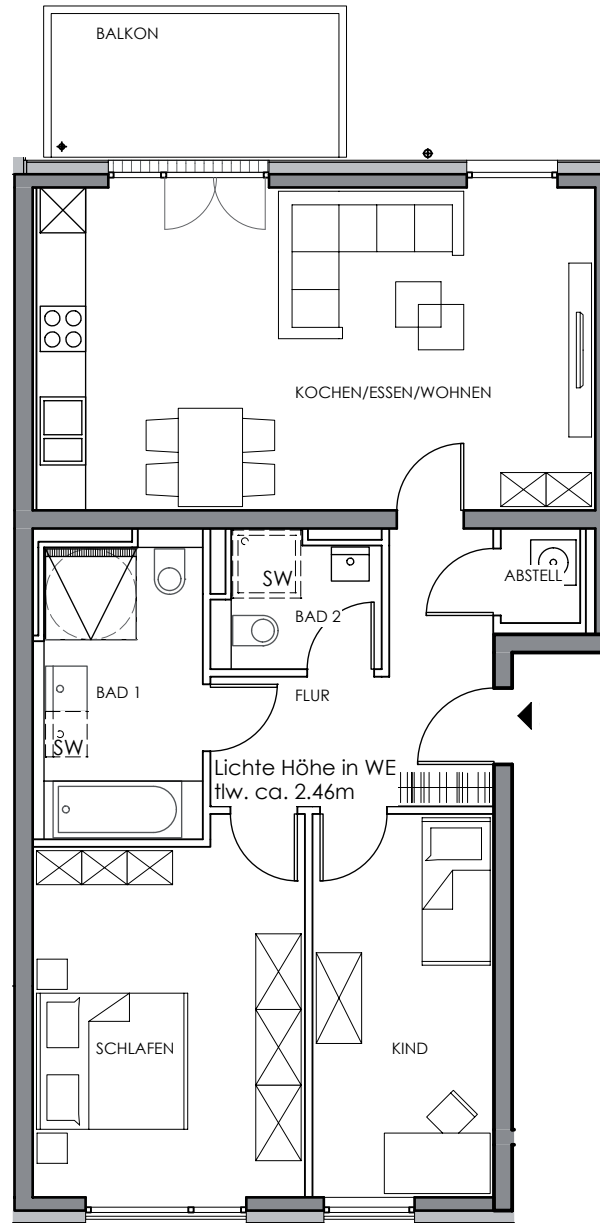 BALKON
KOCHEN/ESSEN/WOHNEN
ABSTELL
SW
BAD 2
BAD 1
FLUR
SW
Lichte Höhe in WE
tlw. ca. 2.46m
SCHLAFEN
KIND